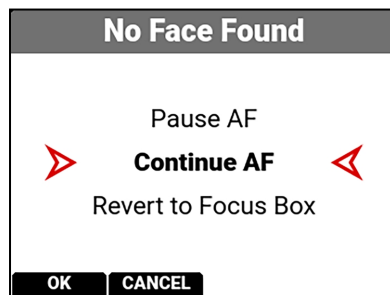 No Face Found
Pause AF
Continue AF
Revert to Focus Box
OK CANCEL